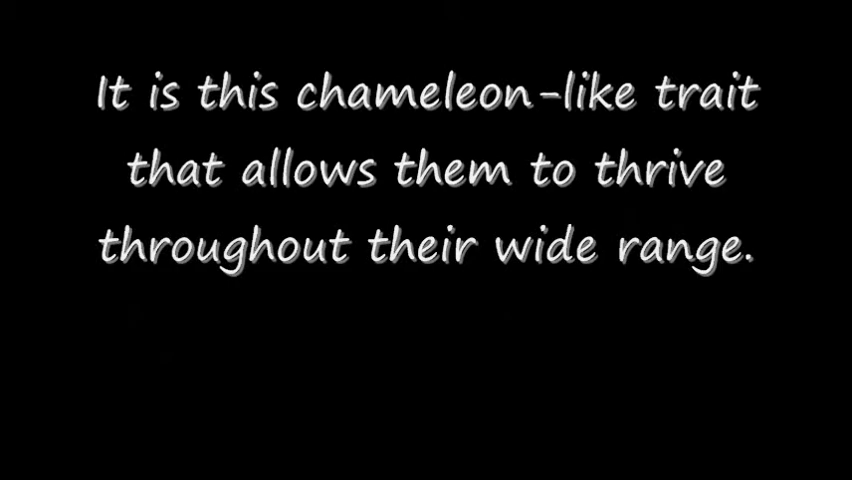 It is this chameleon-like trait
that allows them to thrive
throughout their wide range.